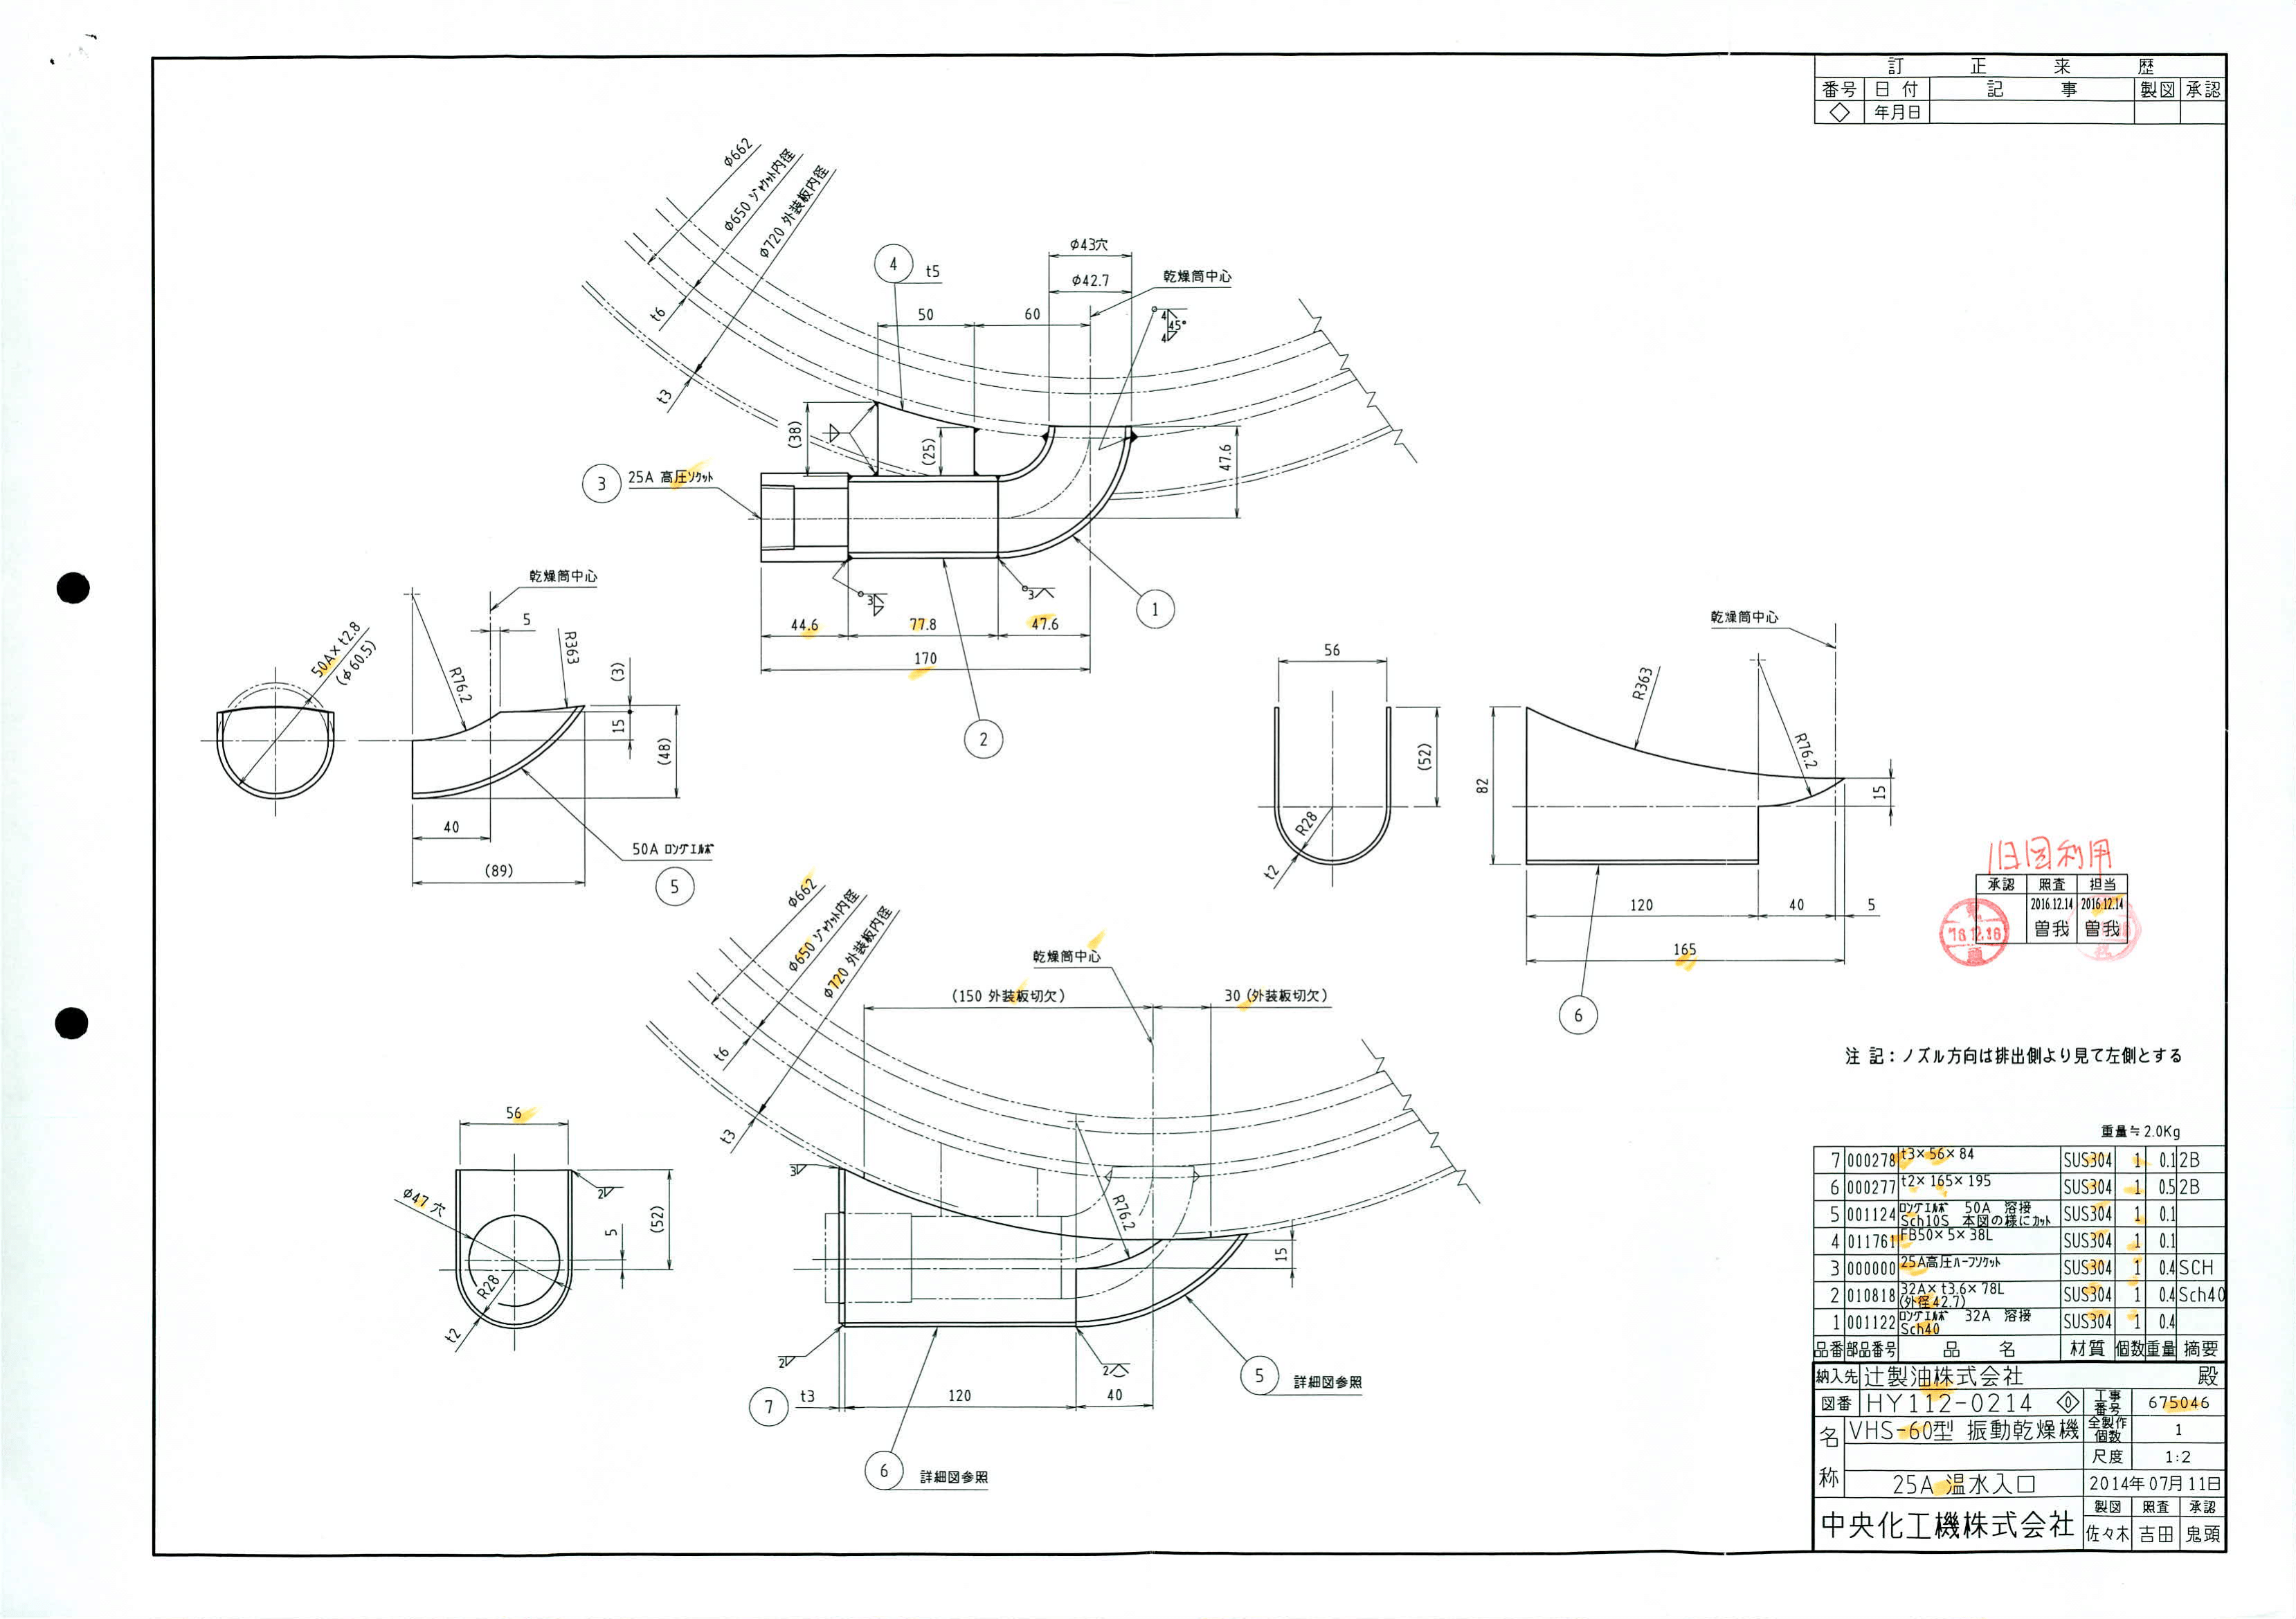 訂 正 来 歴
番号 日 付 記 事 製図 承認
◇ 年月日
φ662
φ650 ジャケット内径
φ720 外装板内径
t6
t3
4 t5
φ43穴
φ42.7
乾燥筒中心
50 60
4 45°
4
(38)
(25)
47.6
3 25A 高圧ソケット
3
3
1
44.6 77.8 47.6
170
2
乾燥筒中心
5
50A×t2.8
(φ60.5)
R76.2
R363
(3)
15
(48)
40
(89)
50A ロングエルボ
5
56
(52)
R28
t2
乾燥筒中心
R363
R76.2
82
15
120 40 5
165
6
旧図利用
承認 照査 担当
2016.12.14 2016.12.14
曽我 曽我
φ662
φ650 ジャケット内径
φ720 外装板内径
t6
t3
乾燥筒中心
(150 外装板切欠) 30 (外装板切欠)
3
R76.2
15
2
2
7 t3 120 40
5 詳細図参照
6 詳細図参照
56
φ47 穴
2
5
(52)
R28
t2
注 記：ノズル方向は排出側より見て左側とする
重量≒2.0Kg
7 000278 t3×56×84 SUS304 1 0.1 2B
6 000277 t2×165×195 SUS304 1 0.5 2B
5 001124 ロングエルボ 50A 溶接 SUS304 1 0.1
Sch10S 本図の様にカット
4 011761 FB50×5×38L SUS304 1 0.1
3 000000 25A高圧ハーフソケット SUS304 1 0.4 SCH
2 010818 32A×t3.6×78L SUS304 1 0.4 Sch40
(外径42.7)
1 001122 ロングエルボ 32A 溶接 SUS304 1 0.4
Sch40
品番 部品番号 品 名 材質 個数 重量 摘要
納入先 辻製油株式会社 殿
図番 HY112-0214 0 工事番号 675046
名称 VHS-60型 振動乾燥機 全製作個数 1
尺度 1:2
25A 温水入口 2014年07月11日
製図 照査 承認
中央化工機株式会社 佐々木 吉田 鬼頭